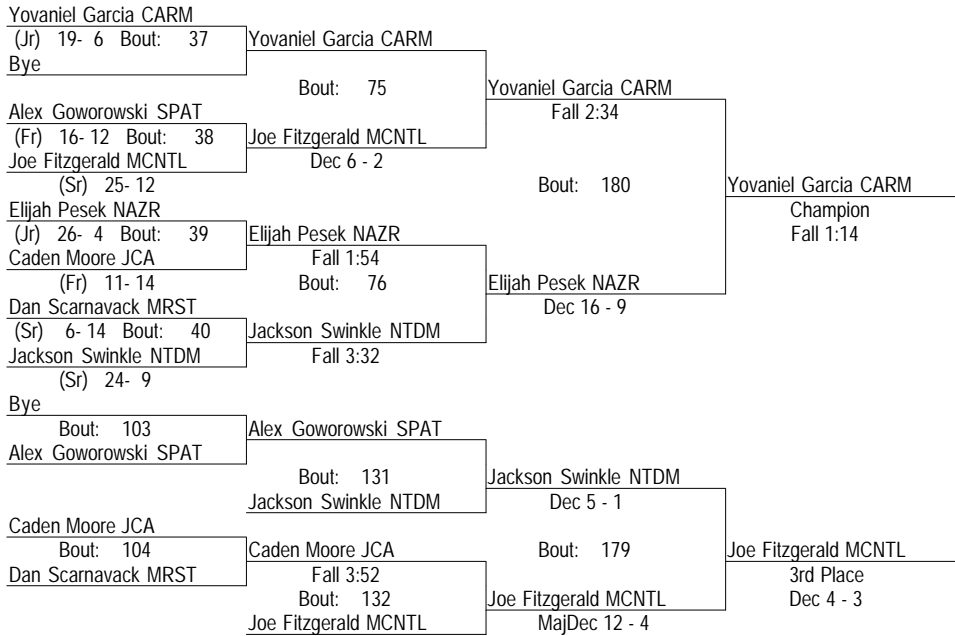 Yovaniel Garcia CARM
(Jr) 19- 6 Bout: 37
Yovaniel Garcia CARM
Bye
Bout: 75
Yovaniel Garcia CARM
Alex Goworowski SPAT
Fall 2:34
(Fr) 16- 12 Bout: 38
Joe Fitzgerald MCNTL
Joe Fitzgerald MCNTL
Dec 6 - 2
(Sr) 25- 12
Bout: 180
Yovaniel Garcia CARM
Elijah Pesek NAZR
Champion
(Jr) 26- 4 Bout: 39
Elijah Pesek NAZR
Fall 1:14
Caden Moore JCA
Fall 1:54
(Fr) 11- 14
Bout: 76
Elijah Pesek NAZR
Dan Scarnavack MRST
Dec 16 - 9
(Sr) 6- 14 Bout: 40
Jackson Swinkle NTDM
Jackson Swinkle NTDM
Fall 3:32
(Sr) 24- 9
Bye
Bout: 103
Alex Goworowski SPAT
Alex Goworowski SPAT
Bout: 131
Jackson Swinkle NTDM
Jackson Swinkle NTDM
Dec 5 - 1
Caden Moore JCA
Bout: 104
Caden Moore JCA
Bout: 179
Joe Fitzgerald MCNTL
Dan Scarnavack MRST
Fall 3:52
3rd Place
Bout: 132
Joe Fitzgerald MCNTL
Dec 4 - 3
Joe Fitzgerald MCNTL
MajDec 12 - 4